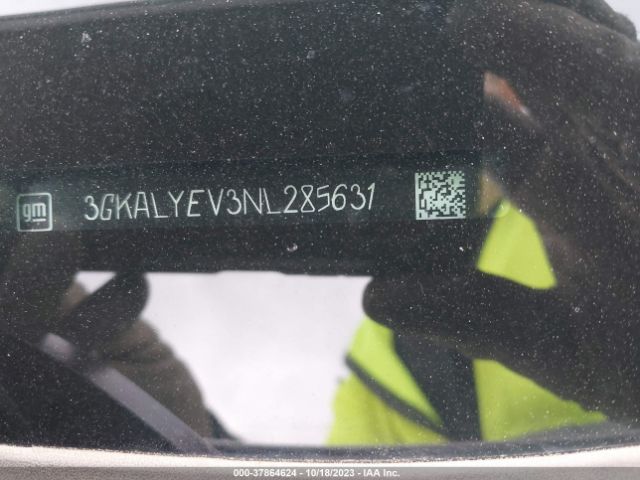 gm 3GKALYEV3NL285631
000-37864624 | 10/18/2023 | IAA Inc.